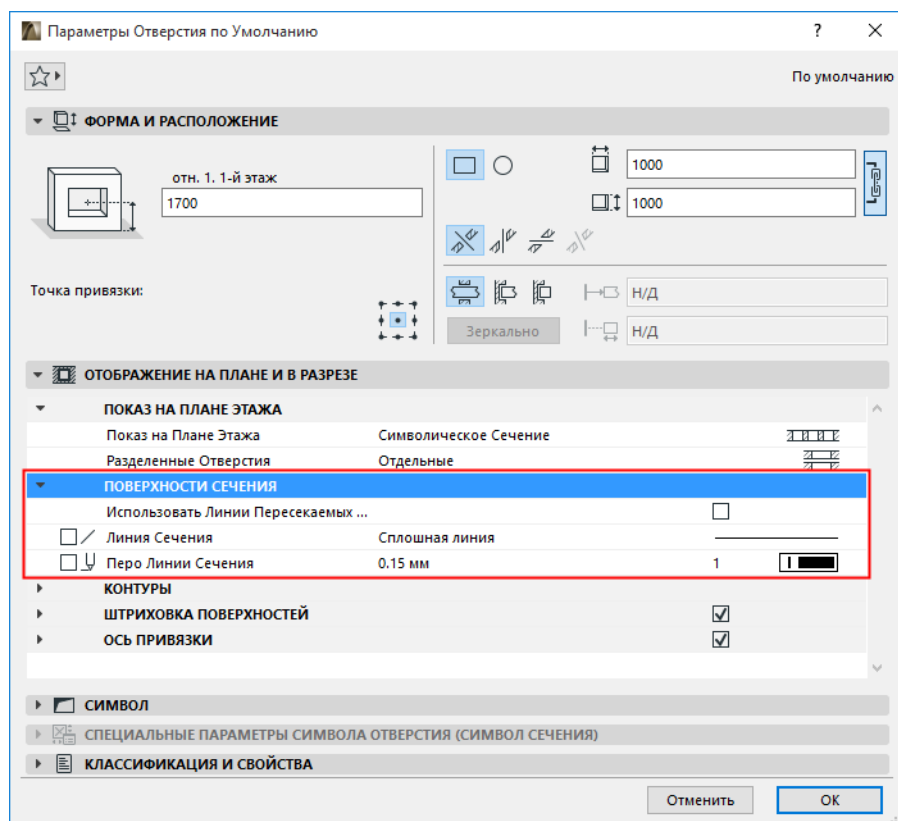 Параметры Отверстия по Умолчанию ?
По умолчанию
ФОРМА И РАСПОЛОЖЕНИЕ
отн. 1. 1-й этаж
1700
1000
1000
Точка привязки:
Н/Д
Зеркально
Н/Д
ОТОБРАЖЕНИЕ НА ПЛАНЕ И В РАЗРЕЗЕ
ПОКАЗ НА ПЛАНЕ ЭТАЖА
Показ на Плане Этажа Символическое Сечение
Разделенные Отверстия Отдельные
ПОВЕРХНОСТИ СЕЧЕНИЯ
Использовать Линии Пересекаемых ...
Линия Сечения Сплошная линия
Перо Линии Сечения 0.15 мм 1
КОНТУРЫ
ШТРИХОВКА ПОВЕРХНОСТЕЙ
ОСЬ ПРИВЯЗКИ
СИМВОЛ
СПЕЦИАЛЬНЫЕ ПАРАМЕТРЫ СИМВОЛА ОТВЕРСТИЯ (СИМВОЛ СЕЧЕНИЯ)
КЛАССИФИКАЦИЯ И СВОЙСТВА
Отменить OK